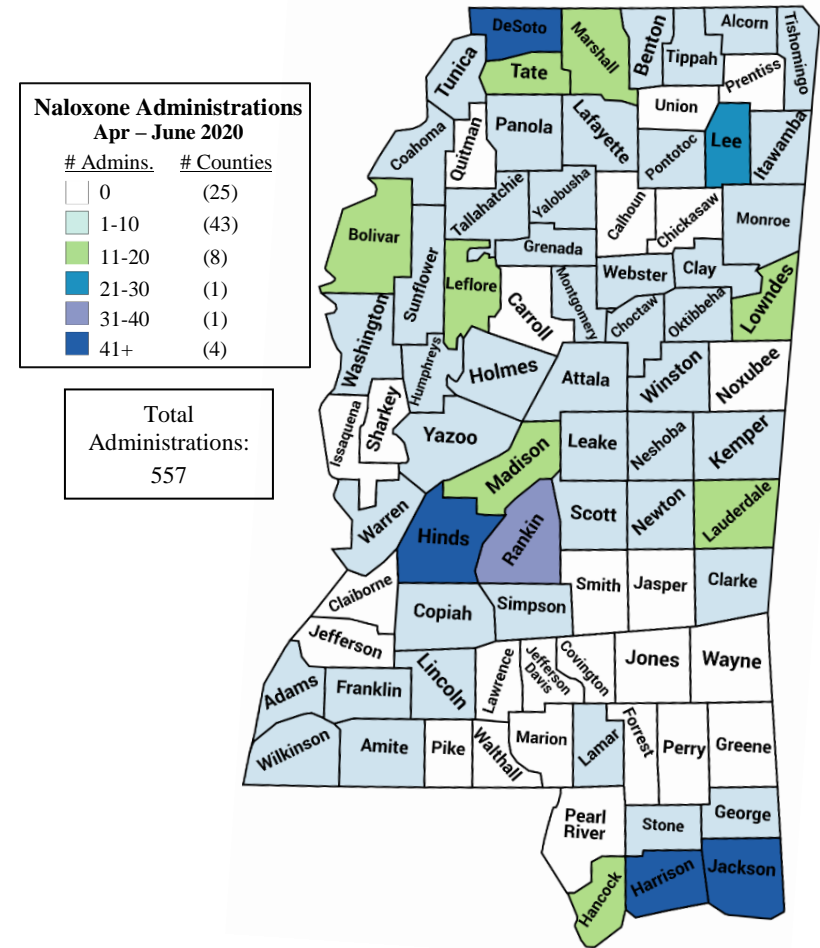 Naloxone Administrations
Apr – June 2020
# Admins. # Counties
0 (25)
1-10 (43)
11-20 (8)
21-30 (1)
31-40 (1)
41+ (4)
Total
Administrations:
557
DeSoto
Marshall
Benton
Tippah
Alcorn
Tishomingo
Prentiss
Tunica
Tate
Union
Coahoma
Quitman
Panola
Lafayette
Pontotoc
Lee
Itawamba
Bolivar
Sunflower
Tallahatchie
Yalobusha
Calhoun
Chickasaw
Monroe
Grenada
Leflore
Carroll
Montgomery
Webster
Clay
Choctaw
Oktibbeha
Lowndes
Washington
Humphreys
Holmes
Attala
Winston
Noxubee
Issaquena
Sharkey
Yazoo
Madison
Leake
Neshoba
Kemper
Warren
Hinds
Rankin
Scott
Newton
Lauderdale
Claiborne
Copiah
Simpson
Smith
Jasper
Clarke
Jefferson
Adams
Franklin
Lincoln
Lawrence
Jefferson
Davis
Covington
Jones
Wayne
Wilkinson
Amite
Pike
Walthall
Marion
Lamar
Forrest
Perry
Greene
Pearl
River
Stone
George
Hancock
Harrison
Jackson